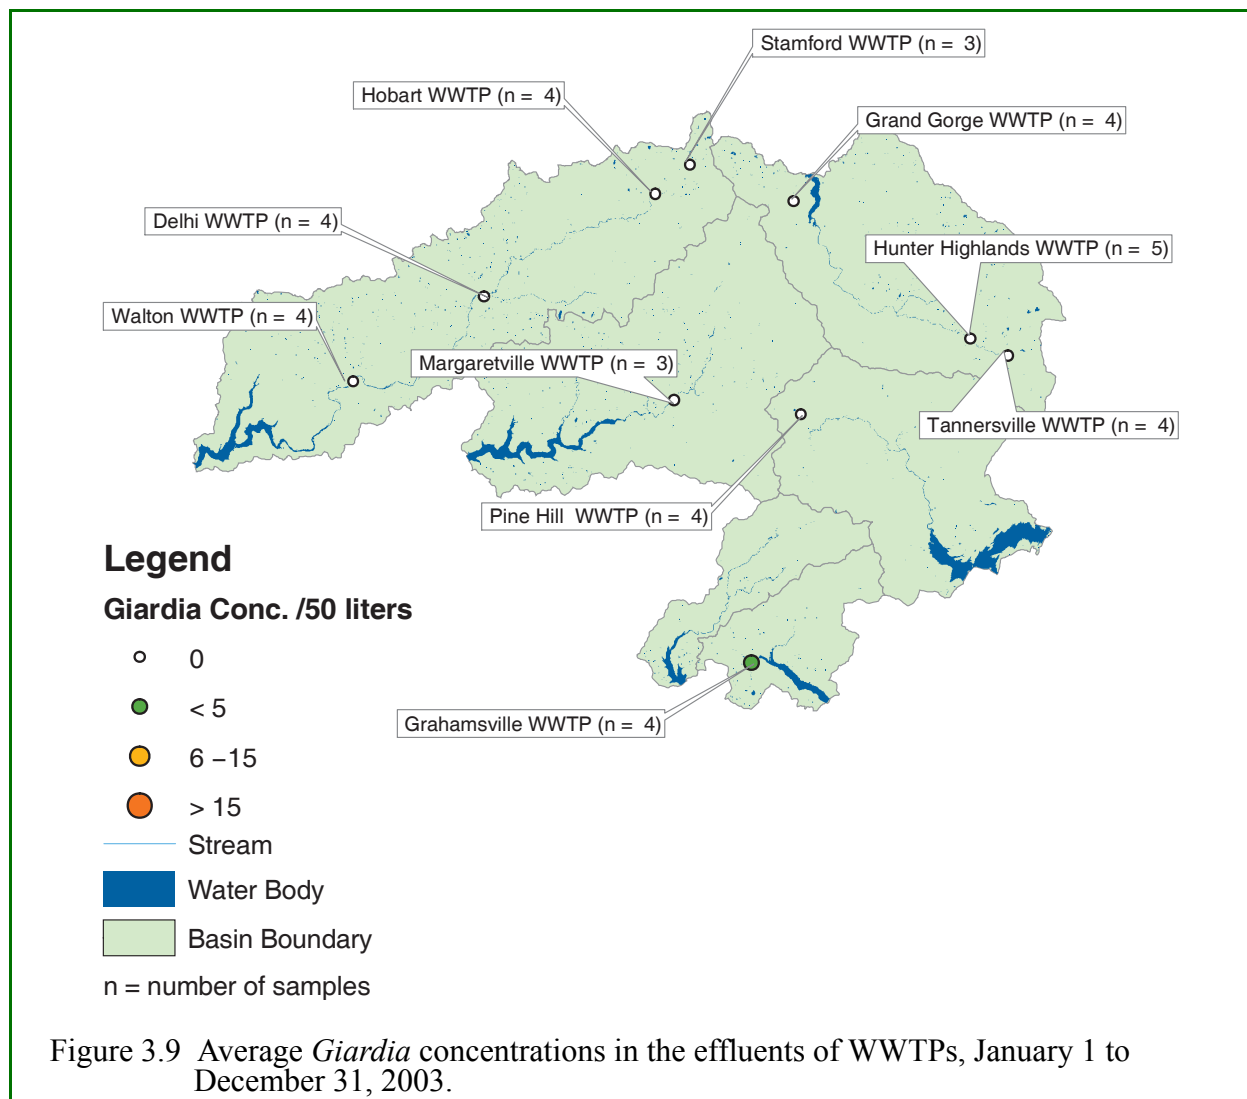 Stamford WWTP (n = 3)
Hobart WWTP (n = 4)
Grand Gorge WWTP (n = 4)
Delhi WWTP (n = 4)
Hunter Highlands WWTP (n = 5)
Walton WWTP (n = 4)
Margaretville WWTP (n = 3)
Tannersville WWTP (n = 4)
Pine Hill WWTP (n = 4)
Grahamsville WWTP (n = 4)
Legend
Giardia Conc. /50 liters
0
< 5
6 –15
> 15
Stream
Water Body
Basin Boundary
n = number of samples
Figure 3.9 Average Giardia concentrations in the effluents of WWTPs, January 1 to
December 31, 2003.